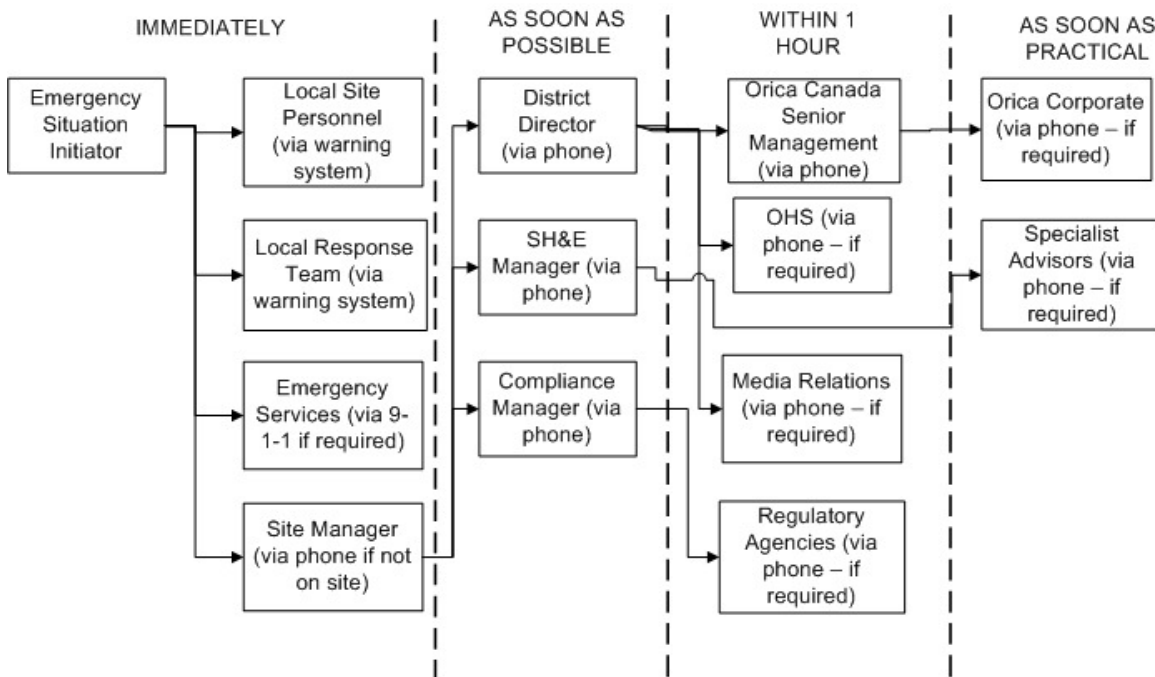 IMMEDIATELY
AS SOON AS
POSSIBLE
WITHIN 1
HOUR
AS SOON AS
PRACTICAL
Emergency
Situation
Initiator
Local Site
Personnel
(via warning
system)
Local Response
Team (via
warning system)
Emergency
Services (via 9-
1-1 if required)
Site Manager
(via phone if not
on site)
District
Director
(via phone)
SH&E
Manager (via
phone)
Compliance
Manager (via
phone)
Orica Canada
Senior
Management
(via phone)
OHS (via
phone – if
required)
Media Relations
(via phone – if
required)
Regulatory
Agencies (via
phone – if
required)
Orica Corporate
(via phone – if
required)
Specialist
Advisors (via
phone – if
required)